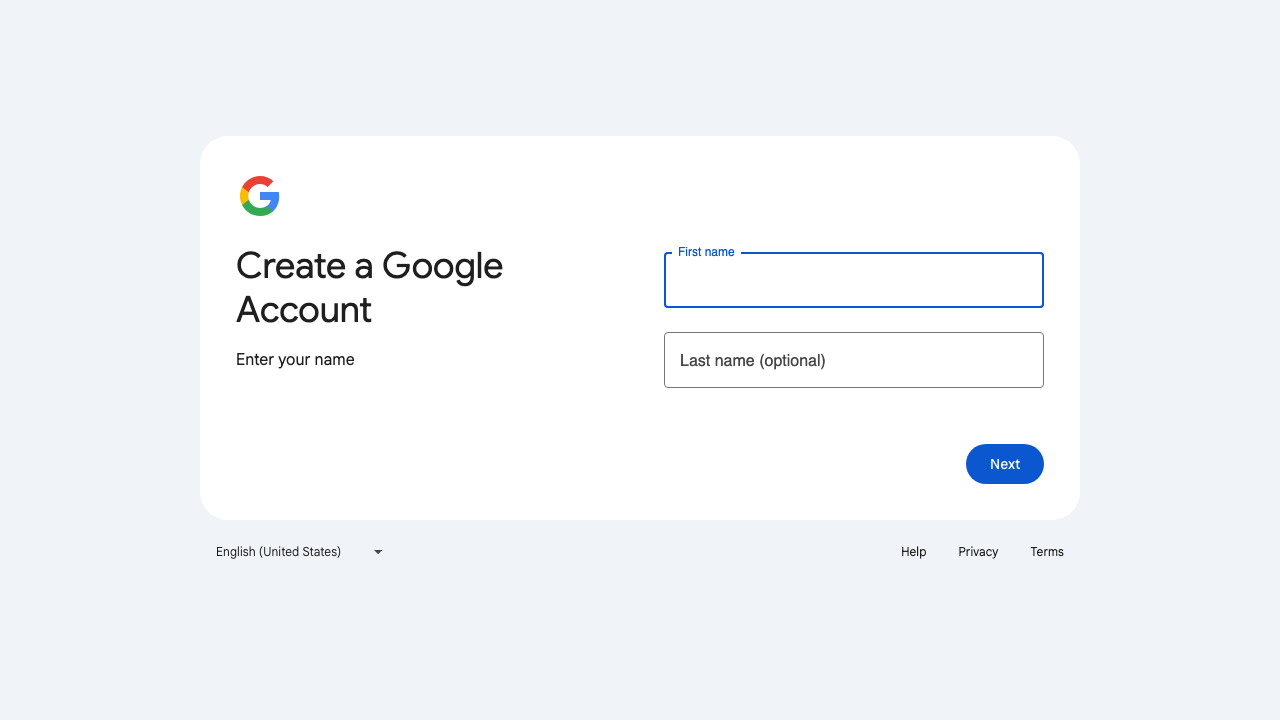 Create a Google
Account
Enter your name
First name
Last name (optional)
Next
English (United States)
Help
Privacy
Terms